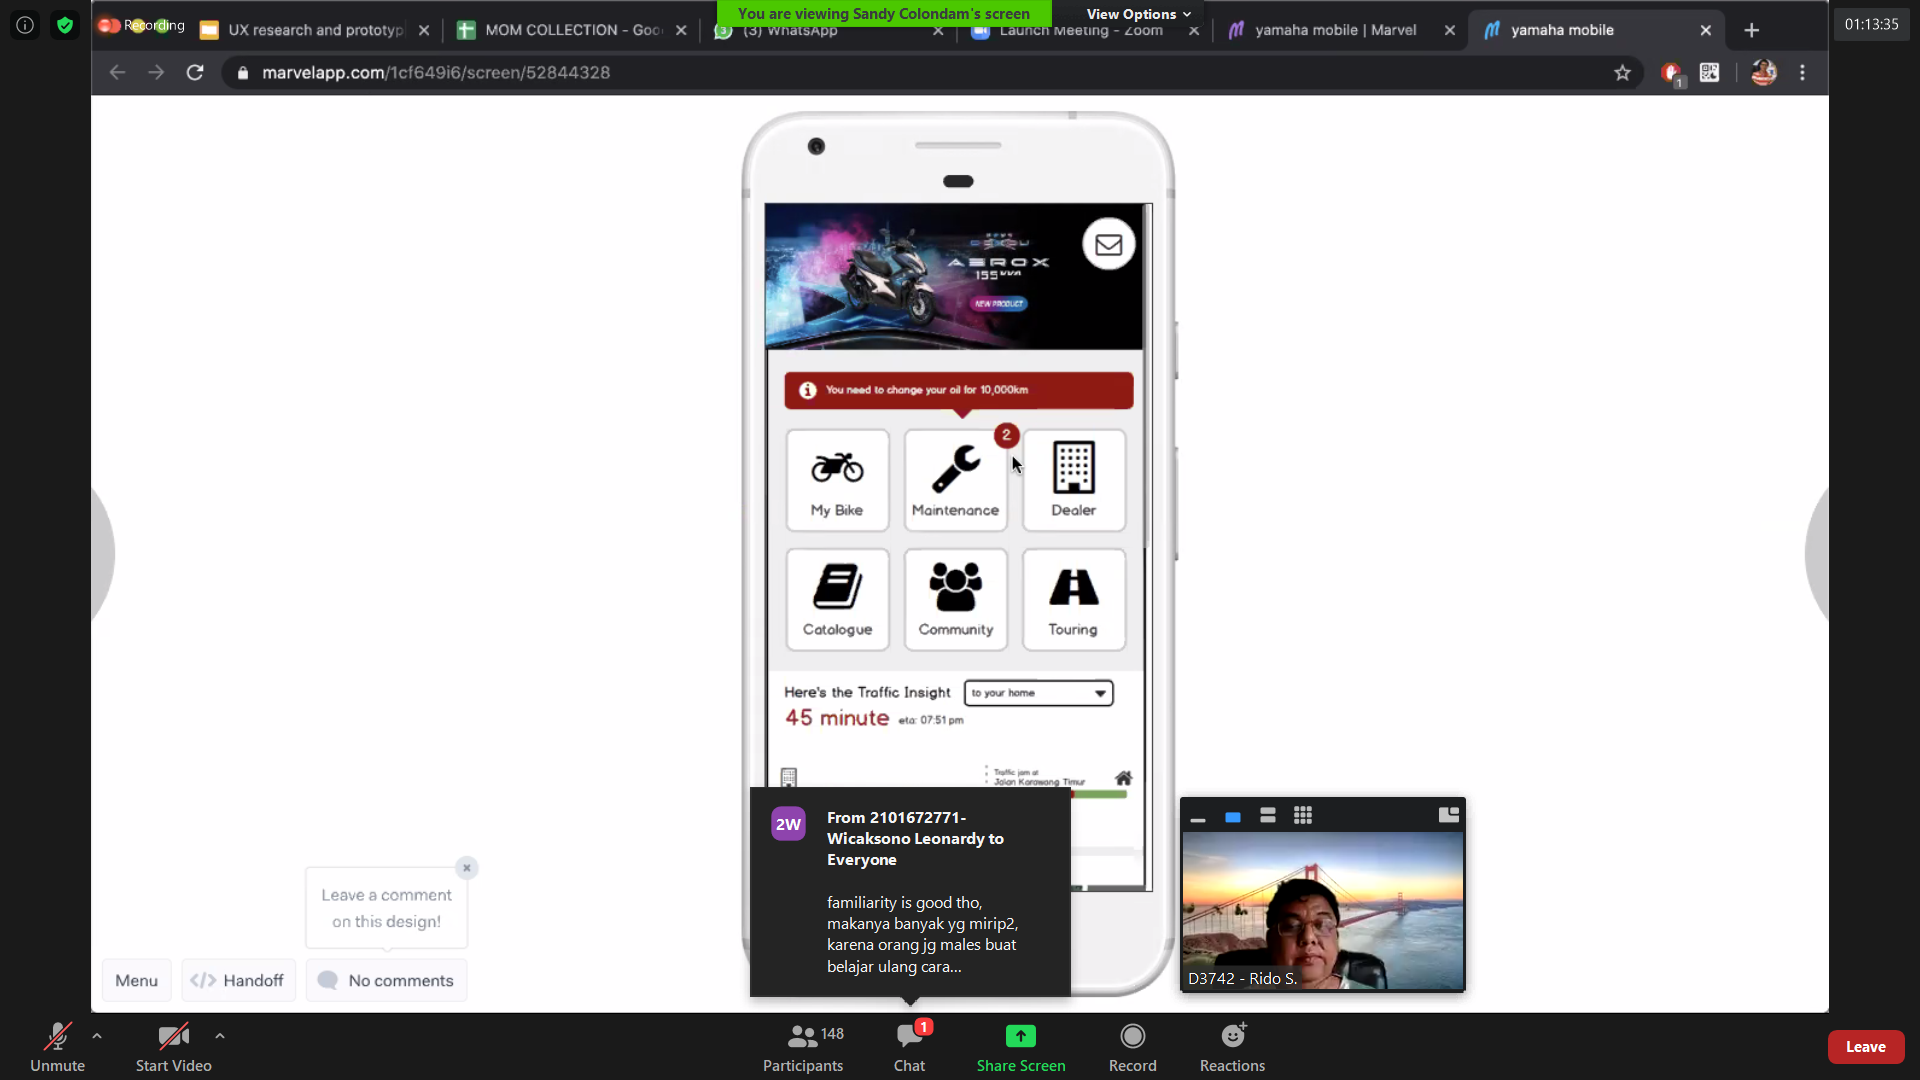 Recording
UX research and prototyp
MOM COLLECTION - Goo
(3) WhatsApp
You are viewing Sandy Colondam's screen
View Options
Launch Meeting - Zoom
yamaha mobile | Marvel
yamaha mobile
01:13:35
marvelapp.com/1cf649i6/screen/52844328
1
AEROX
155 VVA
NEW PRODUCT
You need to change your oil for 10,000km
2
My Bike
Maintenance
Dealer
Catalogue
Community
Touring
Here's the Traffic Insight
to your home
45 minute
eta: 07:51 pm
Traffic jam at
Jalan Karawang Timur
2W
From 2101672771-
Wicaksono Leonardy to
Everyone
familiarity is good tho,
makanya banyak yg mirip2,
karena orang jg males buat
belajar ulang cara...
Leave a comment
on this design!
Menu
</> Handoff
No comments
D3742 - Rido S.
Unmute
Start Video
148
Participants
1
Chat
Share Screen
Record
Reactions
Leave